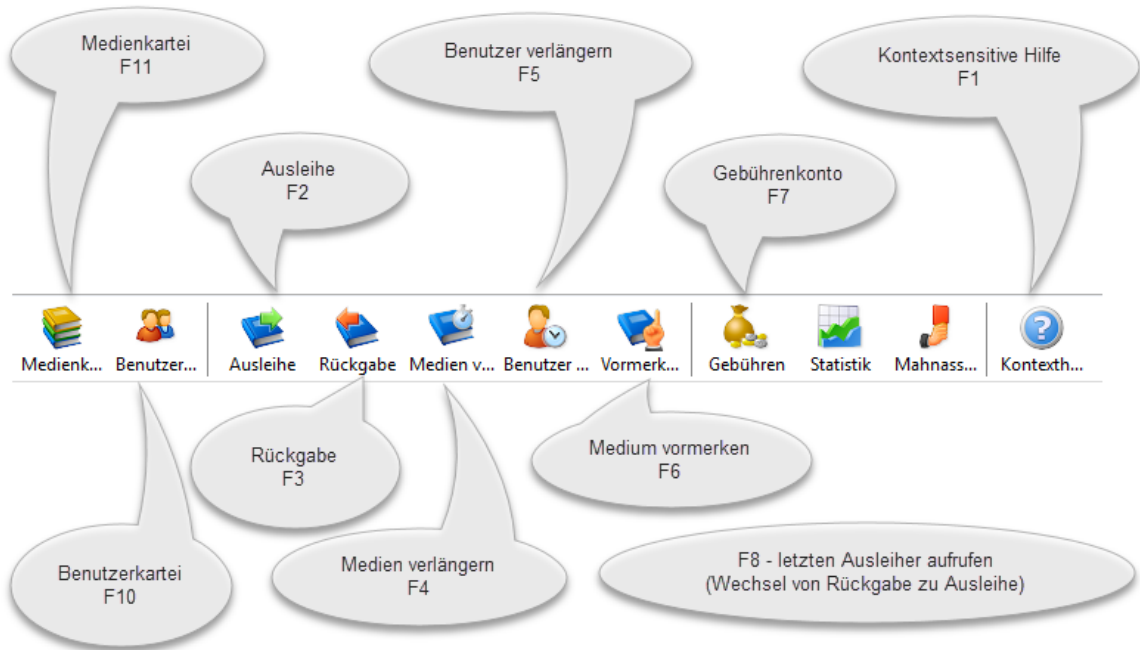 Medienkartei
F11
Benutzer verlängern
F5
Kontextsensitive Hilfe
F1
Ausleihe
F2
Gebührenkonto
F7
Medienk... Benutzer... Ausleihe Rückgabe Medien v... Benutzer ... Vormerk... Gebühren Statistik Mahnass... Kontexth...
Rückgabe
F3
Medium vormerken
F6
Benutzerkartei
F10
Medien verlängern
F4
F8 - letzten Ausleiher aufrufen
(Wechsel von Rückgabe zu Ausleihe)